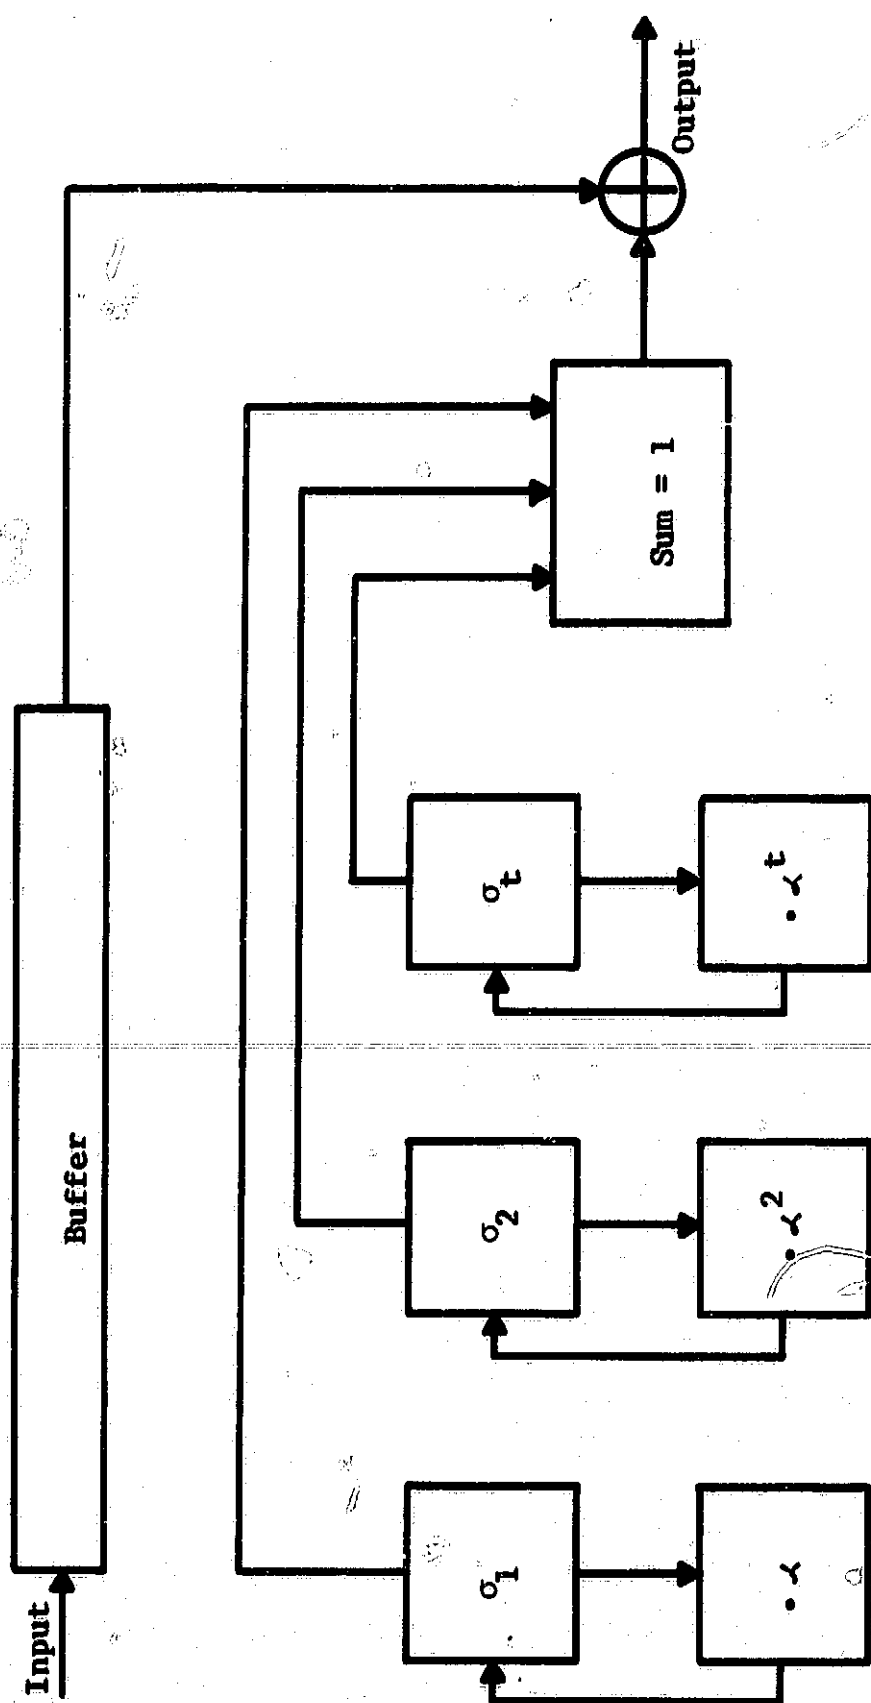 Input
Buffer
Output
Sum = 1
σ₁
σ₂
σₜ
·α
·α²
·αᵗ